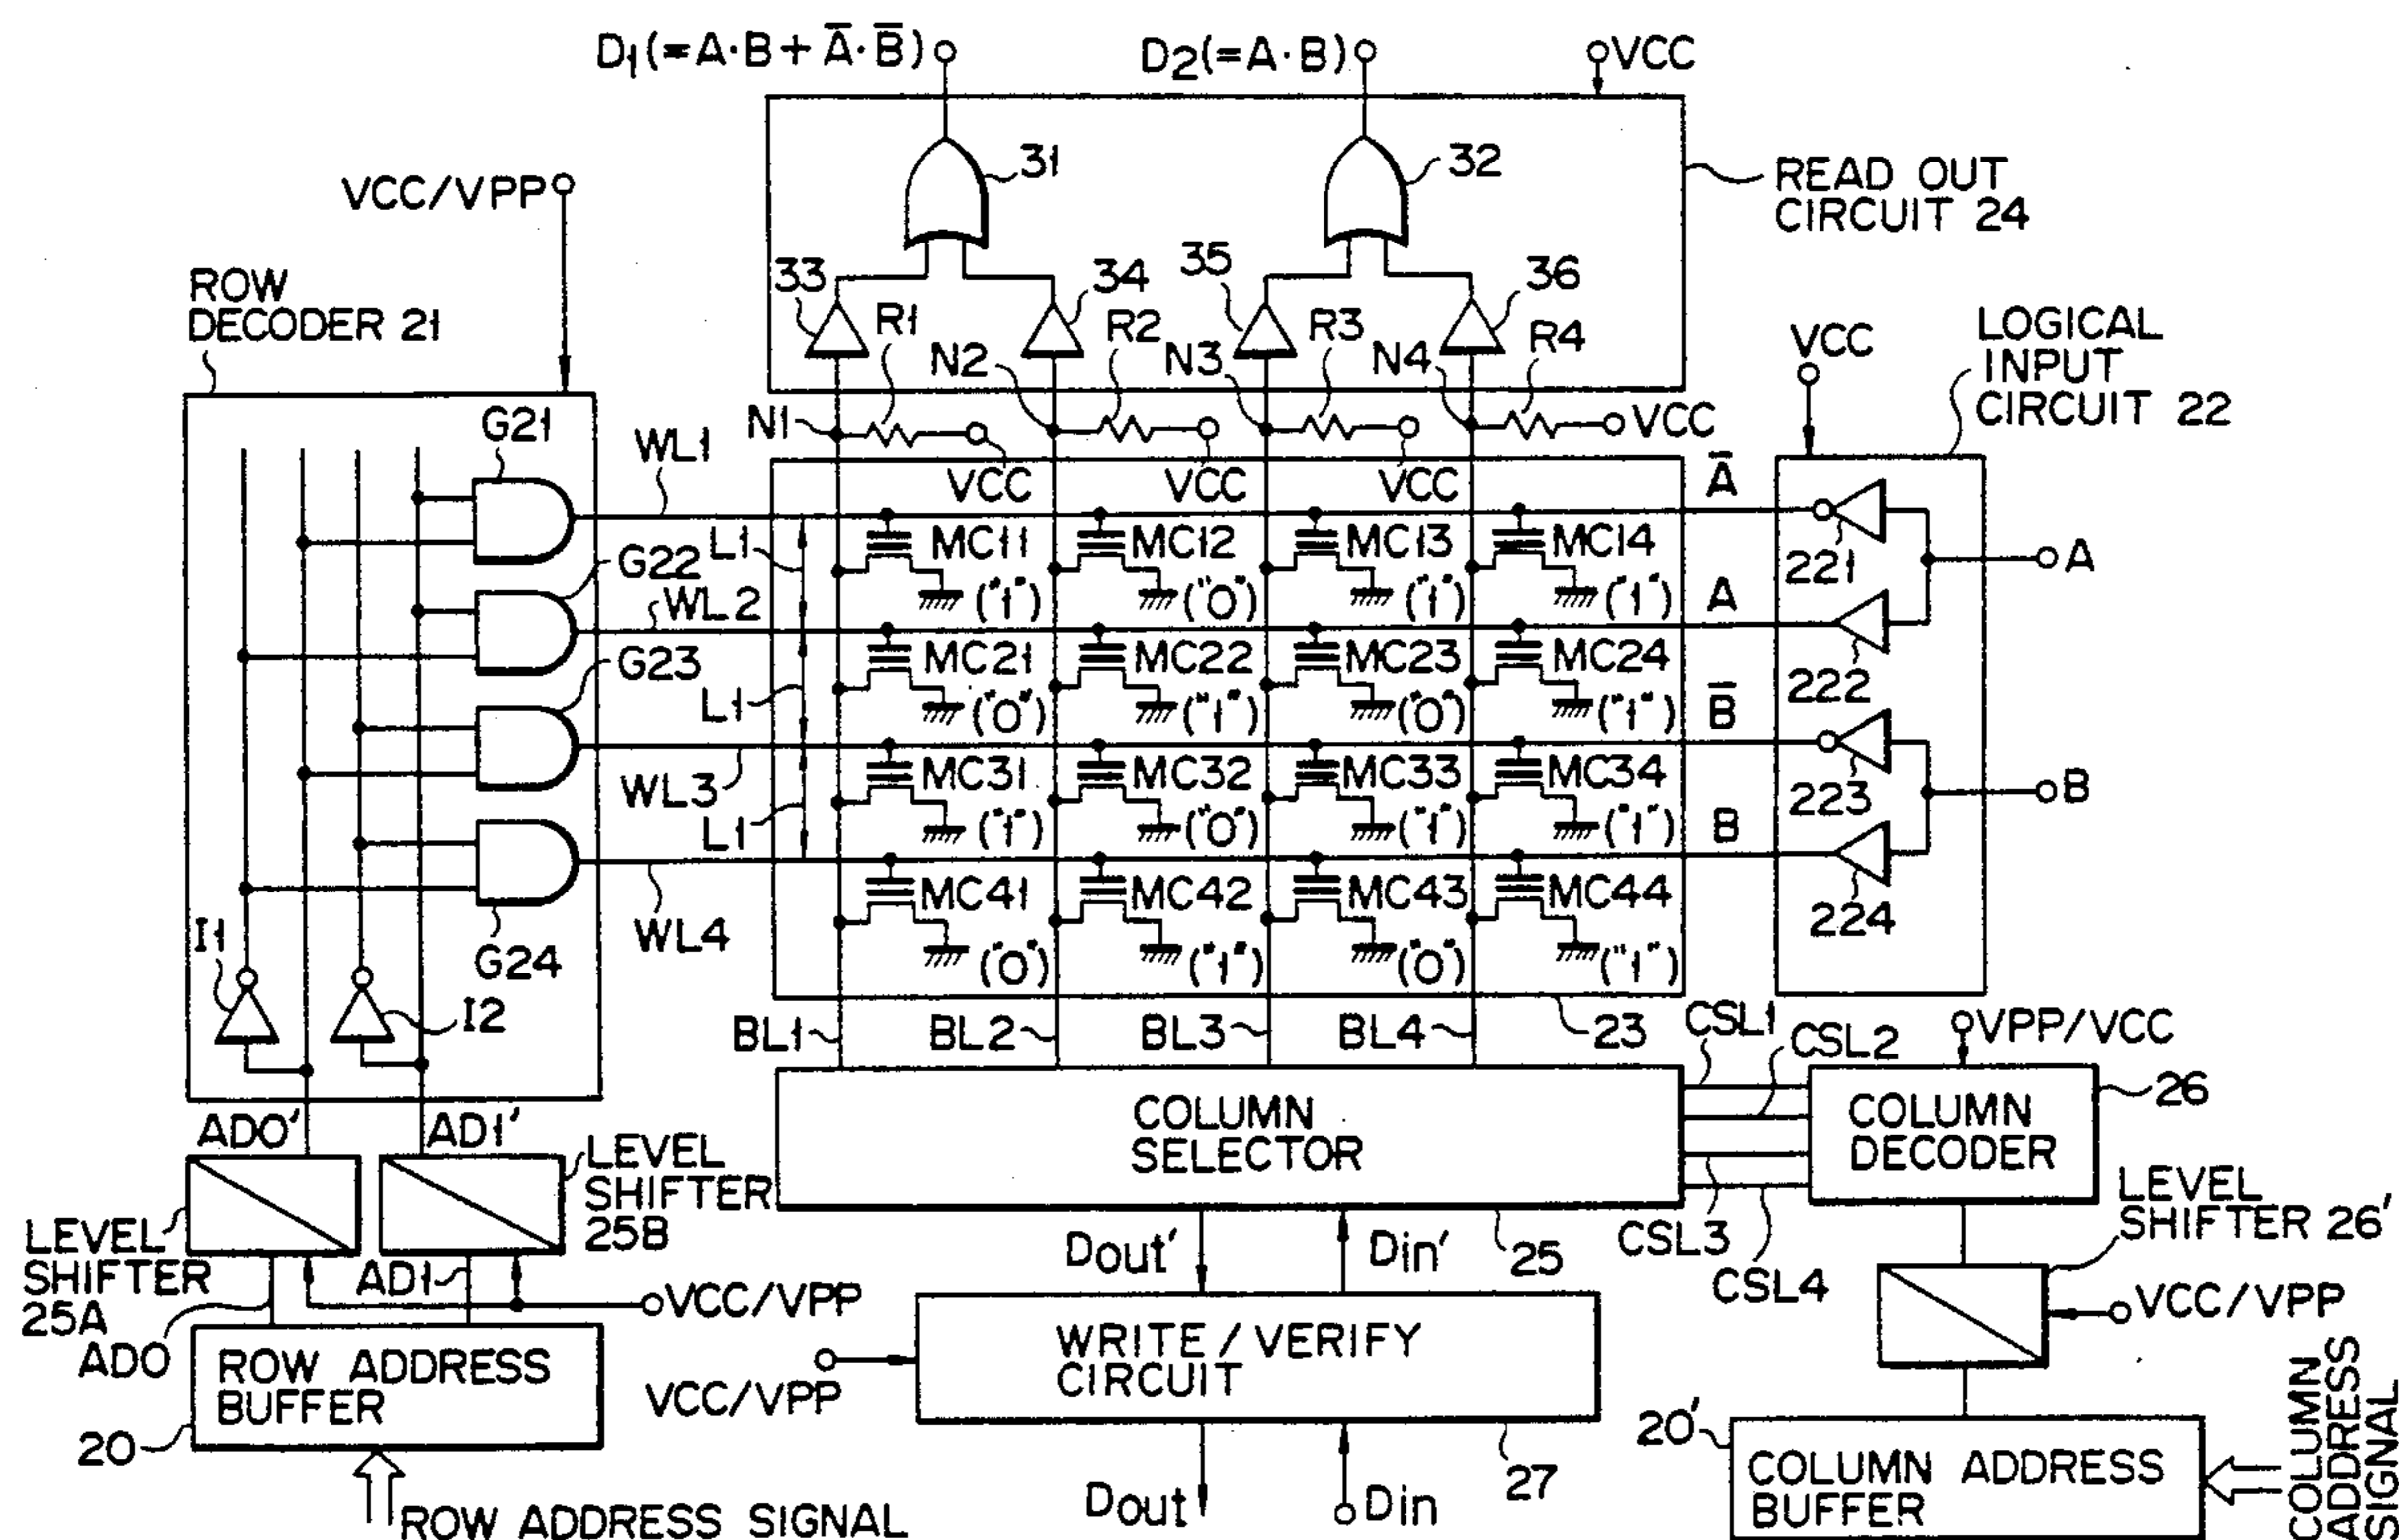 D1 (= A·B + A̅·B̅)
D2 (= A·B)
VCC
31
32
READ OUT
CIRCUIT 24
VCC/VPP
ROW
DECODER 21
33
R1
34
R2
35
R3
36
R4
N1
N2
N3
N4
VCC
VCC
VCC
VCC
VCC
LOGICAL
INPUT
CIRCUIT 22
G21
WL1
G22
WL2
G23
WL3
G24
WL4
L1
L1
L1
MC11
("1")
MC12
("0")
MC13
("1")
MC14
("1")
A̅
221
A
MC21
("0")
MC22
("1")
MC23
("0")
MC24
("1")
A
222
MC31
("1")
MC32
("0")
MC33
("1")
MC34
("1")
B̅
223
B
MC41
("0")
MC42
("1")
MC43
("0")
MC44
("1")
B
224
I1
I2
BL1
BL2
BL3
BL4
23
CSL1
CSL2
CSL3
CSL4
VPP/VCC
AD0'
AD1'
LEVEL
SHIFTER
25B
COLUMN
SELECTOR
25
COLUMN
DECODER
26
LEVEL
SHIFTER
25A
AD0
AD1
VCC/VPP
Dout'
Din'
LEVEL
SHIFTER 26'
VCC/VPP
ROW ADDRESS
BUFFER
20
ROW ADDRESS SIGNAL
VCC/VPP
WRITE / VERIFY
CIRCUIT
27
Dout
Din
20'
COLUMN ADDRESS
BUFFER
COLUMN
ADDRESS
SIGNAL